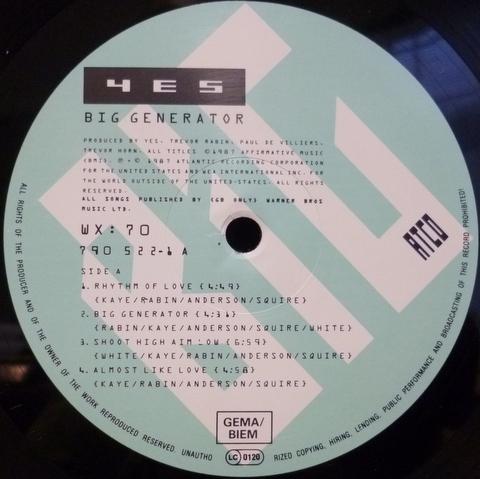 YES
BIG GENERATOR
PRODUCED BY YES, TREVOR RABIN, PAUL DE VILLIERS,
TREVOR HORN. ALL TITLES ©1987 AFFIRMATIVE MUSIC
(BMI). ℗ + © 1987 ATLANTIC RECORDING CORPORATION
FOR THE UNITED STATES AND WEA INTERNATIONAL INC. FOR
THE WORLD OUTSIDE OF THE UNITED STATES. ALL RIGHTS
RESERVED.
ALL SONGS PUBLISHED BY (GB ONLY) WARNER BROS
MUSIC LTD.
WX: 70
790 522-1 A
ATCO
SIDE A
1. RHYTHM OF LOVE (4:49)
(KAYE/RABIN/ANDERSON/SQUIRE)
2. BIG GENERATOR (4:31)
(RABIN/KAYE/ANDERSON/SQUIRE/WHITE)
3. SHOOT HIGH AIM LOW (6:59)
(WHITE/KAYE/RABIN/ANDERSON/SQUIRE)
4. ALMOST LIKE LOVE (4:58)
(KAYE/RABIN/ANDERSON/SQUIRE)
GEMA/
BIEM
LC 0120
ALL RIGHTS OF THE PRODUCER AND OF THE OWNER OF THE WORK REPRODUCED RESERVED. UNAUTHO
RIZED COPYING, HIRING, LENDING, PUBLIC PERFORMANCE AND BROADCASTING OF THIS RECORD PROHIBITED!